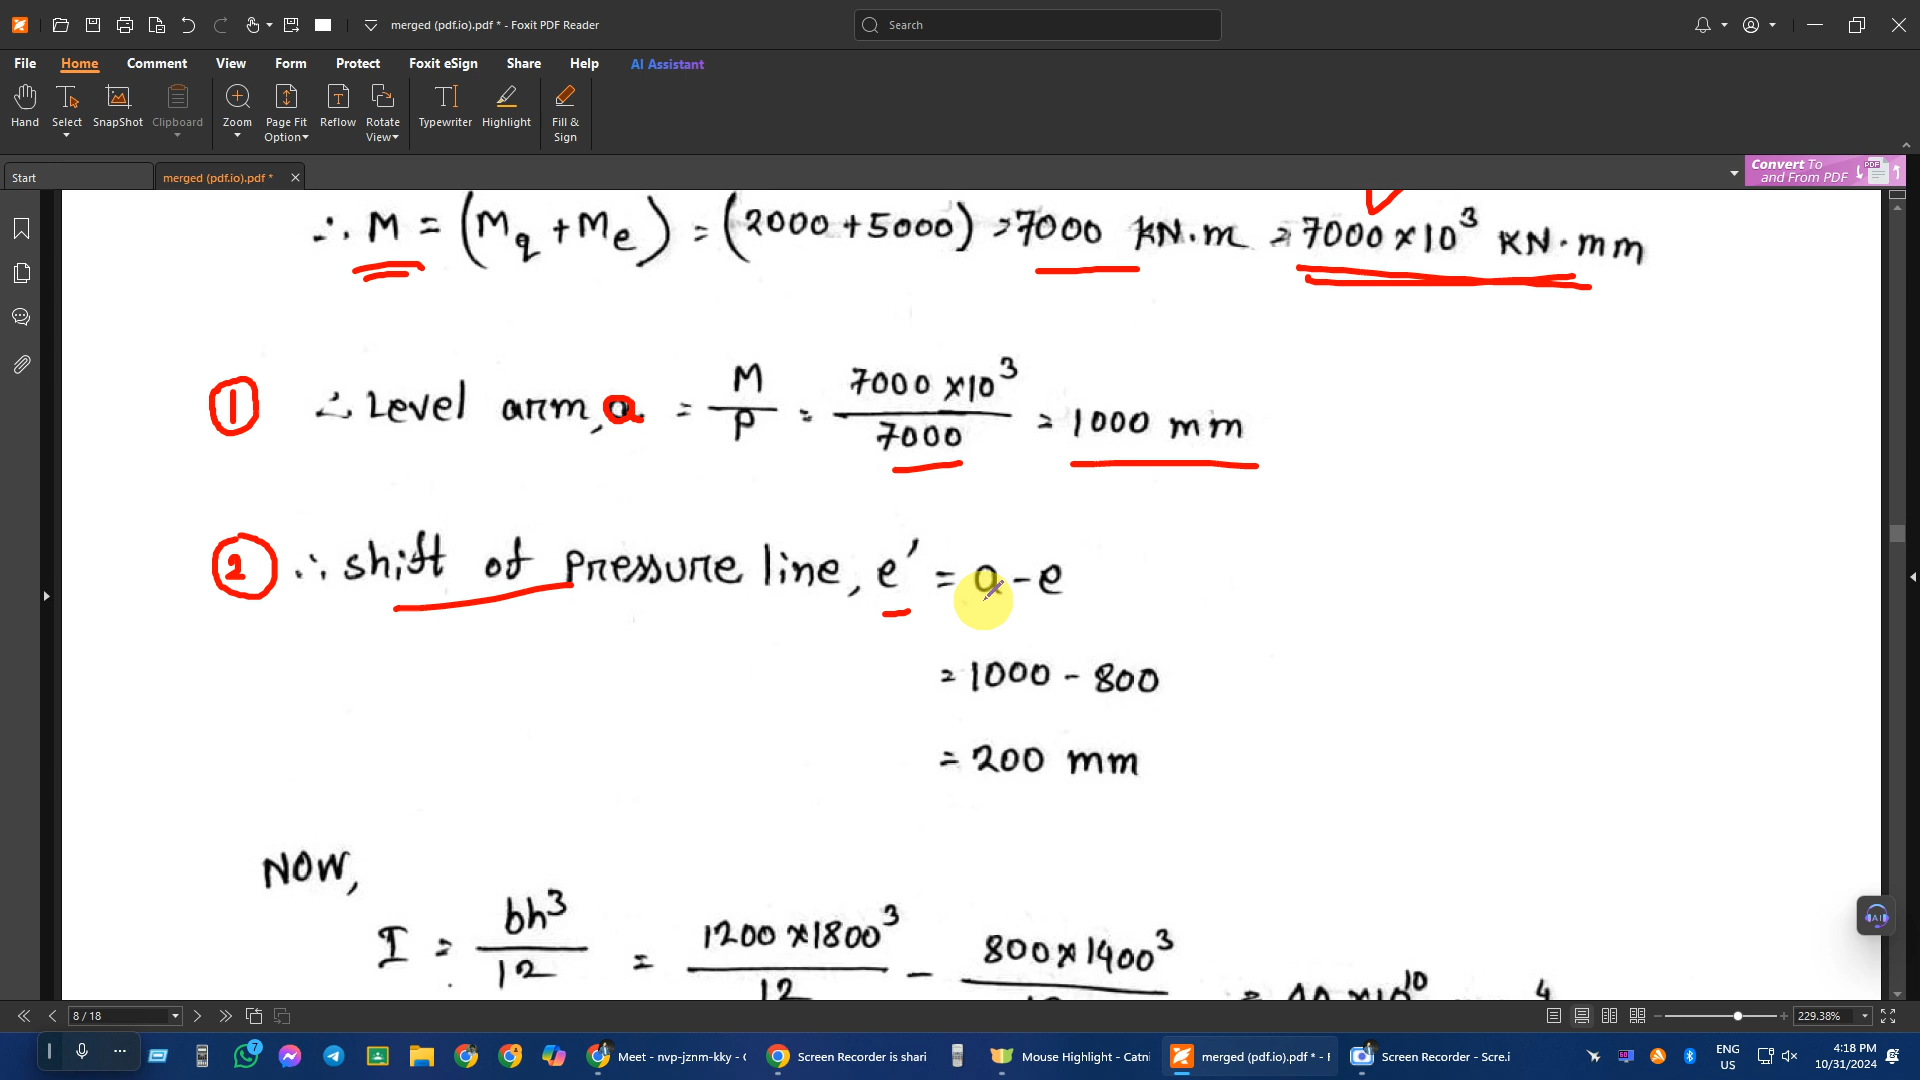 merged (pdf.io).pdf * - Foxit PDF Reader
Search
File Home Comment View Form Protect Foxit eSign Share Help AI Assistant
Hand Select SnapShot Clipboard Zoom Page Fit Option Reflow Rotate View Typewriter Highlight Fill & Sign
Start merged (pdf.io).pdf *
Convert To and From PDF
PDF
∴ M = (Mq + Me) = (2000 + 5000) = 7000 KN.m = 7000 × 10³ KN.mm
① ∴ Level arm, a = M/P = 7000 × 10³ / 7000 = 1000 mm
② ∴ shift of pressure line, e' = a - e
= 1000 - 800
= 200 mm
NOW,
I = bh³/12 = 1200 × 1800³/12 - 800 × 1400³
AI
8 / 18
229.38%
7
Meet - nvp-jznm-kky - Screen Recorder is shari Mouse Highlight - Catni merged (pdf.io).pdf * - F Screen Recorder - Scre.i
ENG US
4:18 PM
10/31/2024